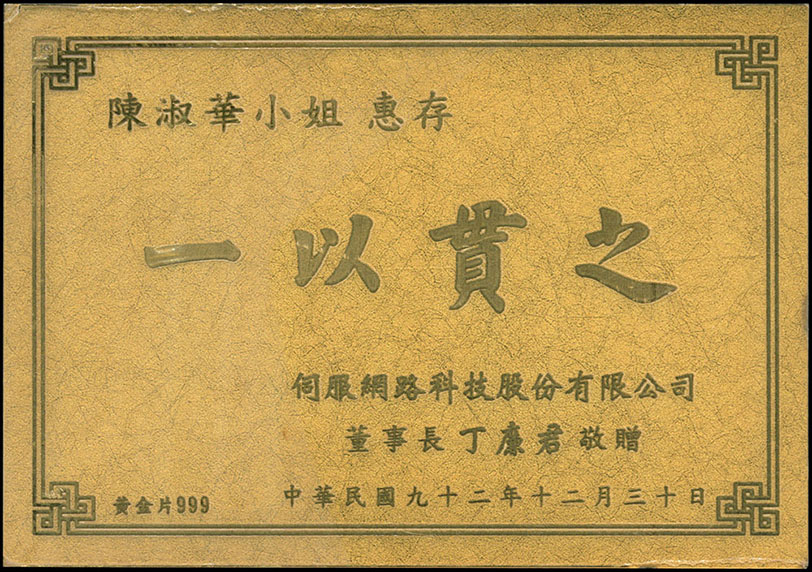 陳淑華小姐 惠存
一以貫之
伺服網路科技股份有限公司
董事長丁廉君敬贈
中華民國九十二年十二月三十日
黃金片999